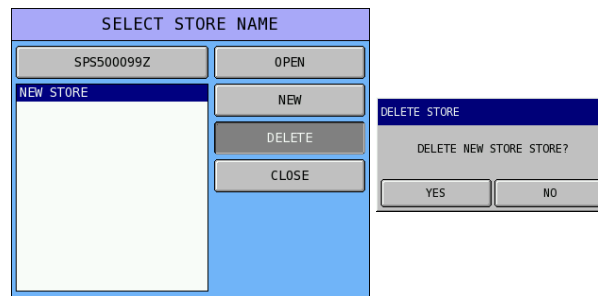 SELECT STORE NAME
SPS500099Z
OPEN
NEW STORE
NEW
DELETE
CLOSE
DELETE STORE
DELETE NEW STORE STORE?
YES
NO